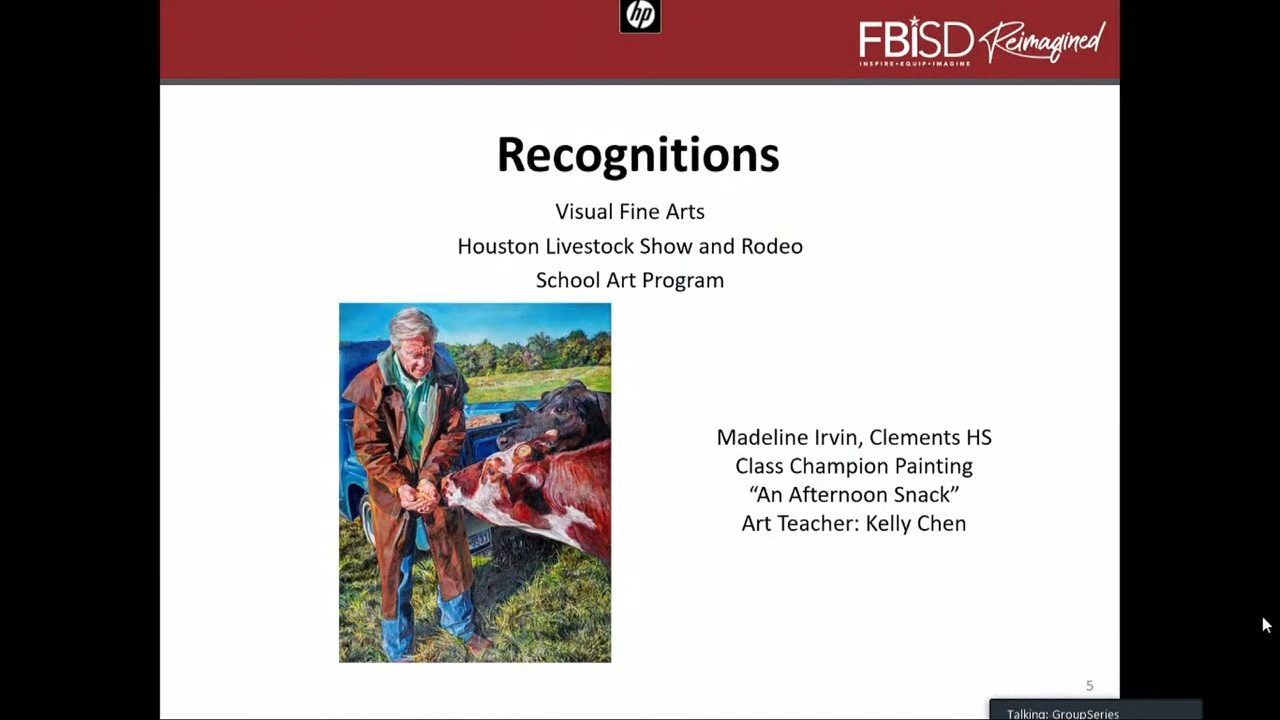 hp
FBISD Reimagined
INSPIRE•EQUIP•IMAGINE
Recognitions
Visual Fine Arts
Houston Livestock Show and Rodeo
School Art Program
Madeline Irvin, Clements HS
Class Champion Painting
“An Afternoon Snack”
Art Teacher: Kelly Chen
5
Talking: GroupSeries